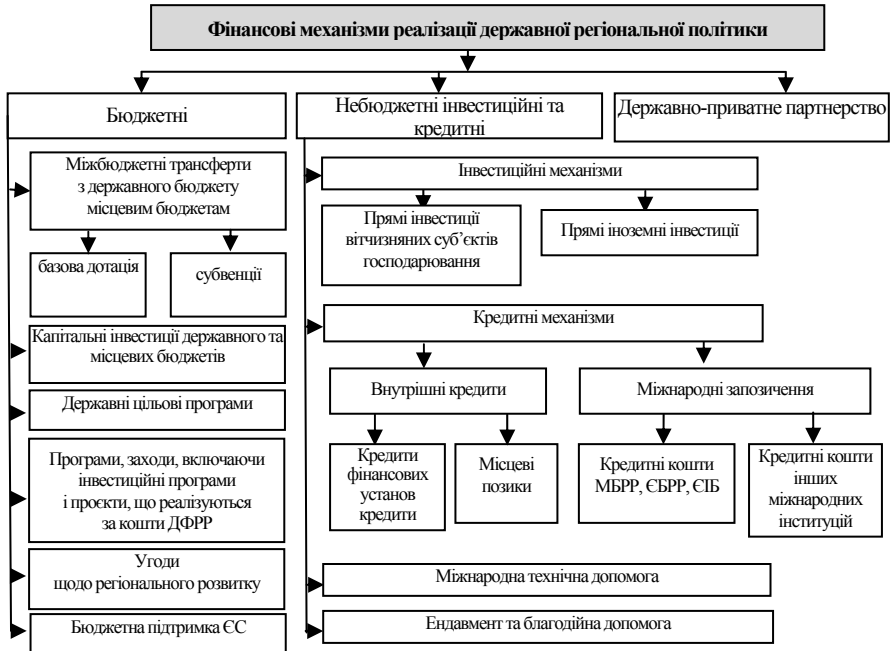 Фінансові механізми реалізації державної регіональної політики
Бюджетні
Небюджетні інвестиційні та
кредитні
Державно-приватне партнерство
Міжбюджетні трансферти
з державного бюджету
місцевим бюджетам
базова дотація
субвенції
Капітальні інвестиції державного та
місцевих бюджетів
Державні цільові програми
Програми, заходи, включаючи
інвестиційні програми
і проєкти, що реалізуються
за кошти ДФРР
Угоди
щодо регіонального розвитку
Бюджетна підтримка ЄС
Інвестиційні механізми
Прямі інвестиції
вітчизняних суб’єктів
господарювання
Прямі іноземні інвестиції
Кредитні механізми
Внутрішні кредити
Міжнародні запозичення
Кредити
фінансових
установ
кредити
Місцеві
позики
Кредитні кошти
МБРР, ЄБРР, ЄІБ
Кредитні кошти
інших
міжнародних
інституцій
Міжнародна технічна допомога
Ендавмент та благодійна допомога